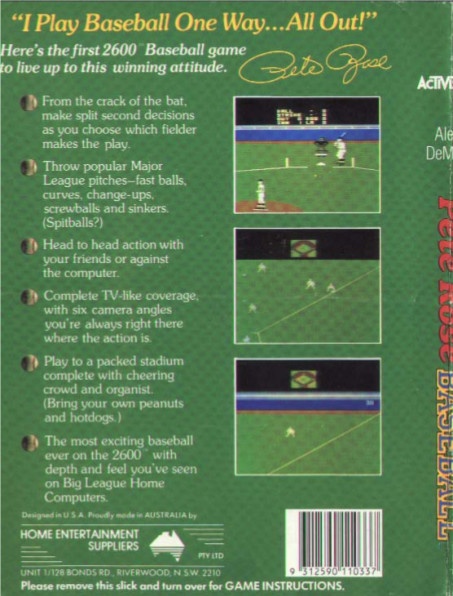 "I Play Baseball One Way...All Out!"
Here's the first 2600™ Baseball game
to live up to this winning attitude.
Pete Rose
From the crack of the bat,
make split second decisions
as you choose which fielder
makes the play.
Throw popular Major
League pitches–fast balls,
curves, change-ups,
screwballs and sinkers.
(Spitballs?)
Head to head action with
your friends or against
the computer.
Complete TV-like coverage,
with six camera angles
you're always right there
where the action is.
Play to a packed stadium
complete with cheering
crowd and organist.
(Bring your own peanuts
and hotdogs.)
The most exciting baseball
ever on the 2600™ with
depth and feel you've seen
on Big League Home
Computers.
Designed in U.S.A. Proudly made in AUSTRALIA by
HOME ENTERTAINMENT
SUPPLIERS
PTY LTD
UNIT 1/128 BONDS RD., RIVERWOOD, N.S.W. 2210
Please remove this slick and turn over for GAME INSTRUCTIONS.
9 312590 110337
Pete Rose BASEBALL